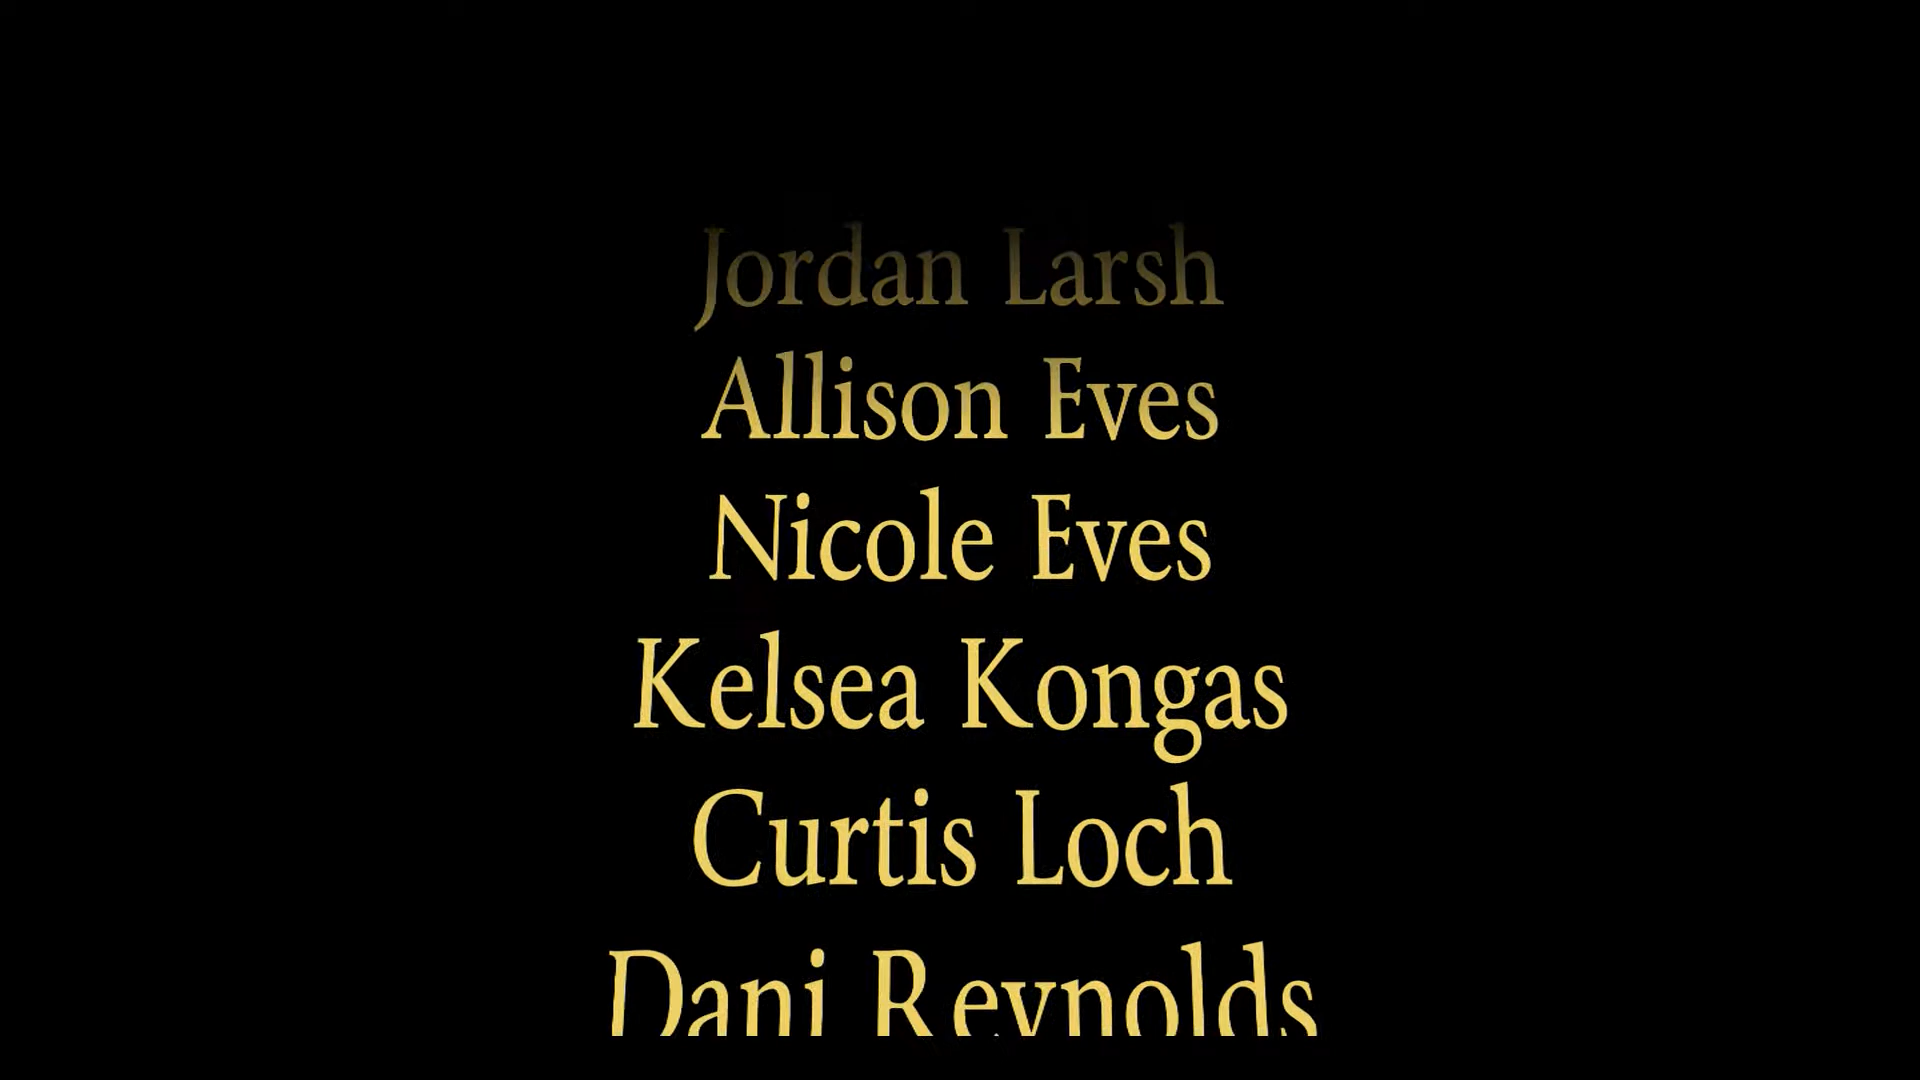 Jordan Larsh
Allison Eves
Nicole Eves
Kelsea Kongas
Curtis Loch
Dani Reynolds